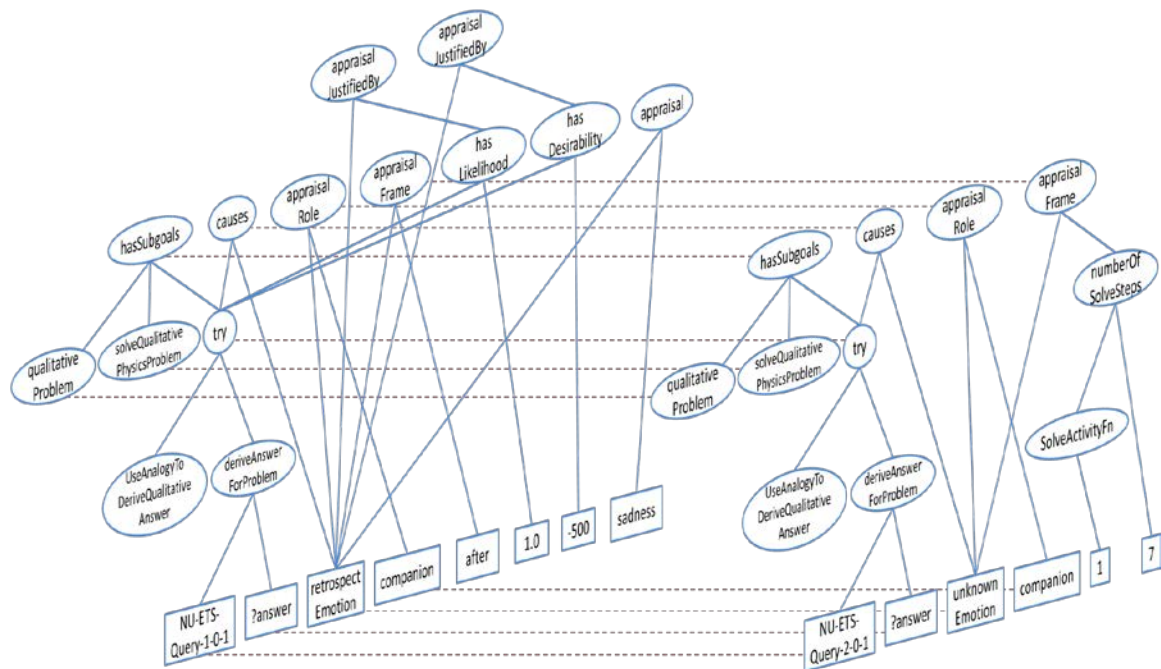 appraisal
JustifiedBy
appraisal
JustifiedBy
appraisal
has
Desirability
has
Likelihood
appraisal
Frame
appraisal
Role
causes
hasSubgoals
qualitative
Problem
solveQualitative
PhysicsProblem
try
UseAnalogyTo
DeriveQualitative
Answer
deriveAnswer
ForProblem
NU-ETS-
Query-1-0-1
?answer
retrospect
Emotion
companion
after
1.0
-500
sadness
appraisal
Frame
appraisal
Role
causes
hasSubgoals
numberOf
SolveSteps
qualitative
Problem
solveQualitative
PhysicsProblem
try
SolveActivityFn
UseAnalogyTo
DeriveQualitative
Answer
deriveAnswer
ForProblem
NU-ETS-
Query-2-0-1
?answer
unknown
Emotion
companion
1
7